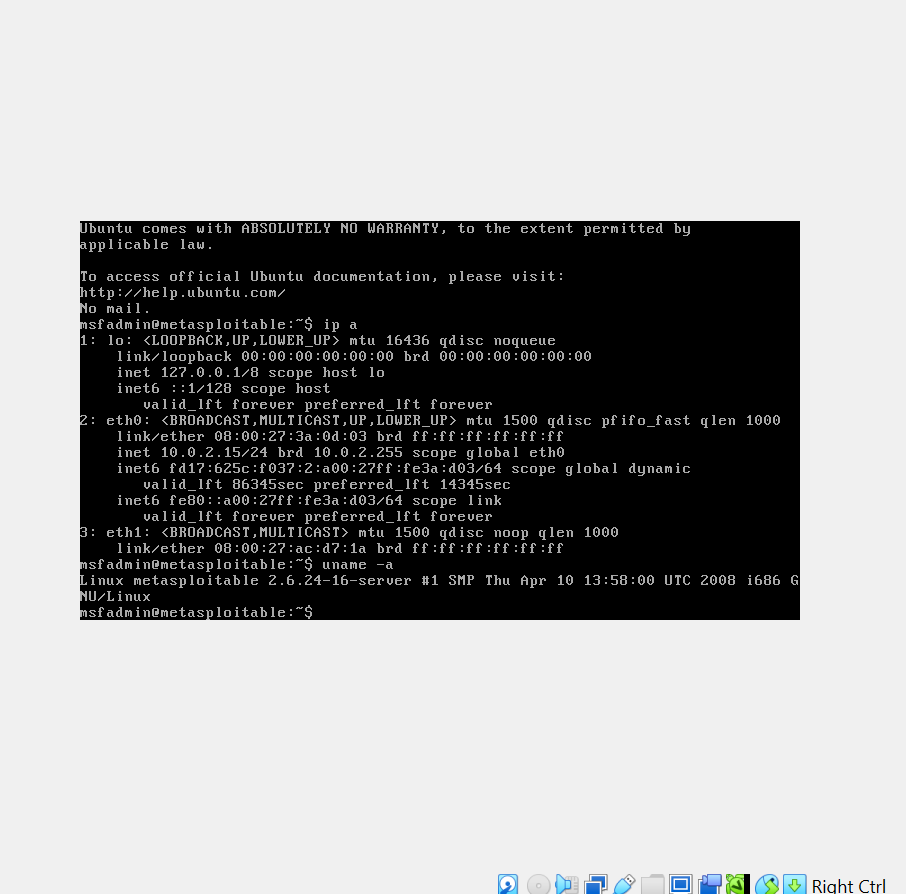 Ubuntu comes with ABSOLUTELY NO WARRANTY, to the extent permitted by
applicable law.
To access official Ubuntu documentation, please visit:
http://help.ubuntu.com/
No mail.
msfadmin@metasploitable:~$ ip a
1: lo: <LOOPBACK,UP,LOWER_UP> mtu 16436 qdisc noqueue
    link/loopback 00:00:00:00:00:00 brd 00:00:00:00:00:00
    inet 127.0.0.1/8 scope host lo
    inet6 ::1/128 scope host
       valid_lft forever preferred_lft forever
2: eth0: <BROADCAST,MULTICAST,UP,LOWER_UP> mtu 1500 qdisc pfifo_fast qlen 1000
    link/ether 08:00:27:3a:0d:03 brd ff:ff:ff:ff:ff:ff
    inet 10.0.2.15/24 brd 10.0.2.255 scope global eth0
    inet6 fd17:625c:f037:2:a00:27ff:fe3a:d03/64 scope global dynamic
       valid_lft 86345sec preferred_lft 14345sec
    inet6 fe80::a00:27ff:fe3a:d03/64 scope link
       valid_lft forever preferred_lft forever
3: eth1: <BROADCAST,MULTICAST> mtu 1500 qdisc noop qlen 1000
    link/ether 08:00:27:ac:d7:1a brd ff:ff:ff:ff:ff:ff
msfadmin@metasploitable:~$ uname -a
Linux metasploitable 2.6.24-16-server #1 SMP Thu Apr 10 13:58:00 UTC 2008 i686 G
NU/Linux
msfadmin@metasploitable:~$
Right Ctrl